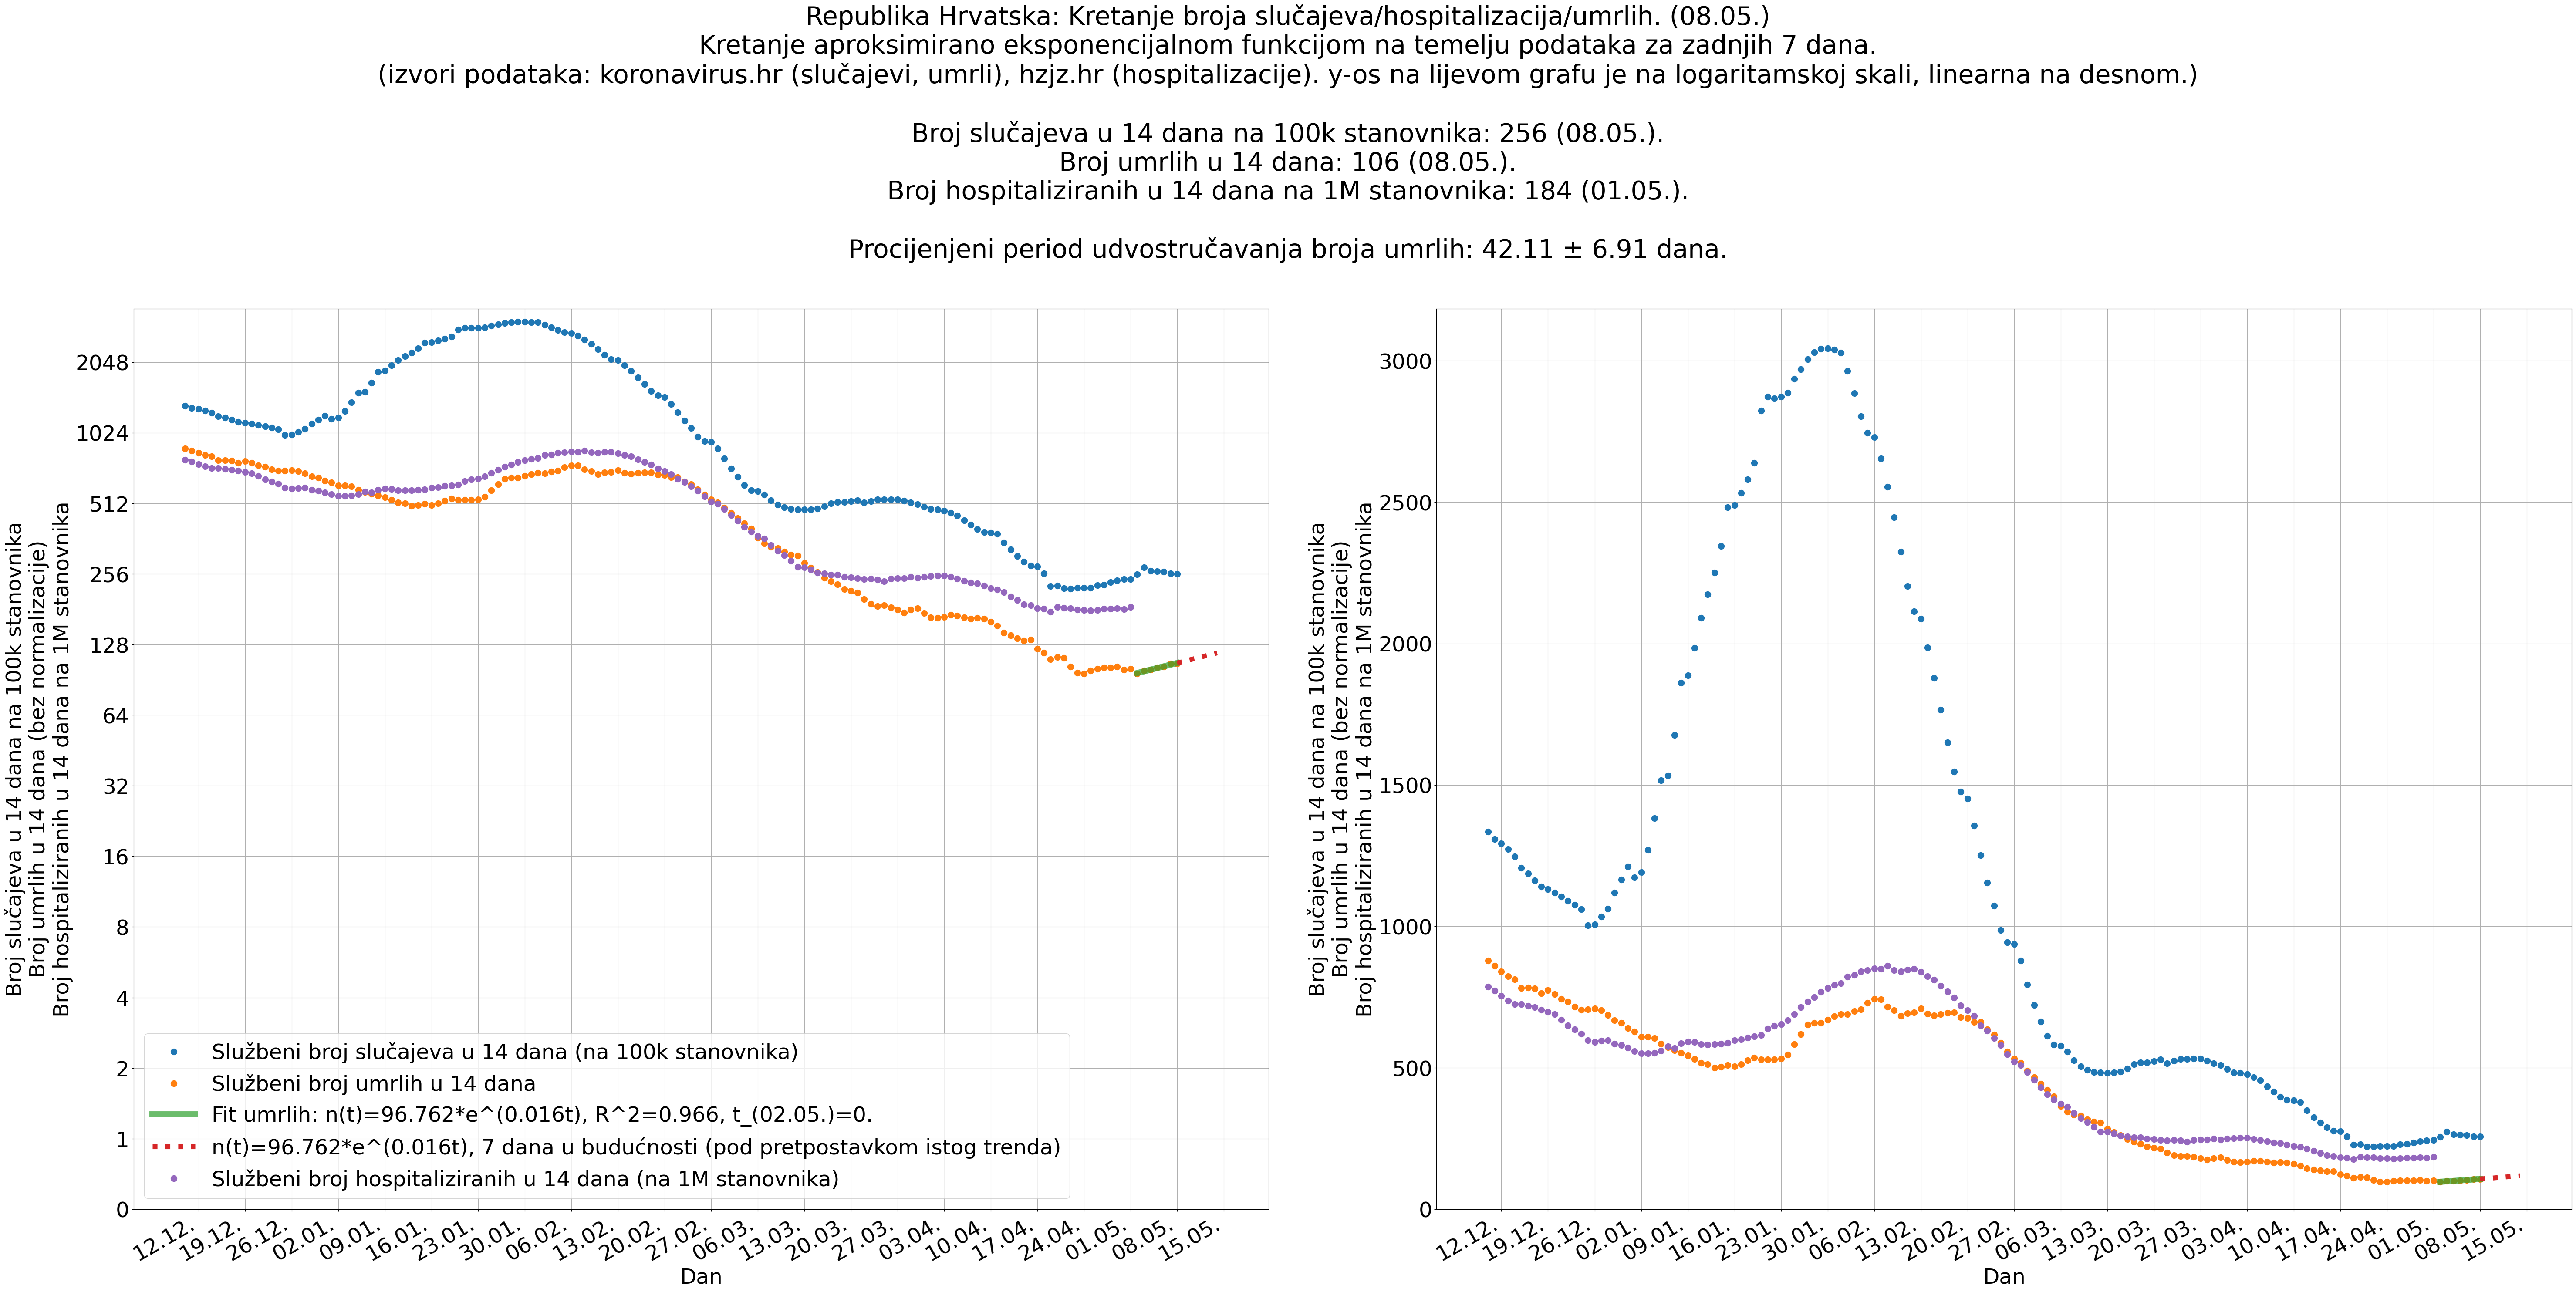 Republika Hrvatska: Kretanje broja slučajeva/hospitalizacija/umrlih. (08.05.)
Kretanje aproksimirano eksponencijalnom funkcijom na temelju podataka za zadnjih 7 dana.
(izvori podataka: koronavirus.hr (slučajevi, umrli), hzjz.hr (hospitalizacije). y-os na lijevom grafu je na logaritamskoj skali, linearna na desnom.)
Broj slučajeva u 14 dana na 100k stanovnika: 256 (08.05.).
Broj umrlih u 14 dana: 106 (08.05.).
Broj hospitaliziranih u 14 dana na 1M stanovnika: 184 (01.05.).
Procijenjeni period udvostručavanja broja umrlih: 42.11 ± 6.91 dana.
Broj slučajeva u 14 dana na 100k stanovnika
Broj umrlih u 14 dana (bez normalizacije)
Broj hospitaliziranih u 14 dana na 1M stanovnika
2048
1024
512
256
128
64
32
16
8
4
2
1
0
Službeni broj slučajeva u 14 dana (na 100k stanovnika)
Službeni broj umrlih u 14 dana
Fit umrlih: n(t)=96.762*e^(0.016t), R^2=0.966, t_(02.05.)=0.
n(t)=96.762*e^(0.016t), 7 dana u budućnosti (pod pretpostavkom istog trenda)
Službeni broj hospitaliziranih u 14 dana (na 1M stanovnika)
12.12. 19.12. 26.12. 02.01. 09.01. 16.01. 23.01. 30.01. 06.02. 13.02. 20.02. 27.02. 06.03. 13.03. 20.03. 27.03. 03.04. 10.04. 17.04. 24.04. 01.05. 08.05. 15.05.
Dan
Broj slučajeva u 14 dana na 100k stanovnika
Broj umrlih u 14 dana (bez normalizacije)
Broj hospitaliziranih u 14 dana na 1M stanovnika
3000
2500
2000
1500
1000
500
0
12.12. 19.12. 26.12. 02.01. 09.01. 16.01. 23.01. 30.01. 06.02. 13.02. 20.02. 27.02. 06.03. 13.03. 20.03. 27.03. 03.04. 10.04. 17.04. 24.04. 01.05. 08.05. 15.05.
Dan